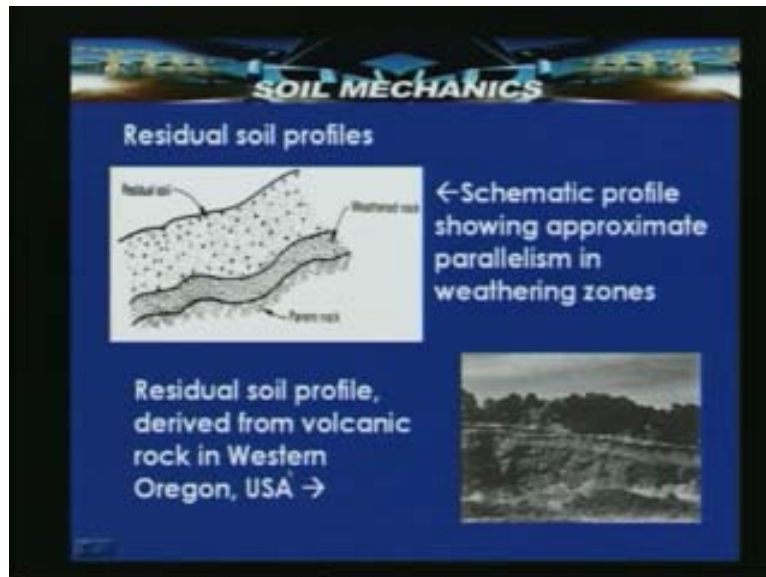 SOIL MECHANICS
Residual soil profiles
Residual soil
Weathered rock
Parent rock
←Schematic profile
showing approximate
parallelism in
weathering zones
Residual soil profile,
derived from volcanic
rock in Western
Oregon, USA →